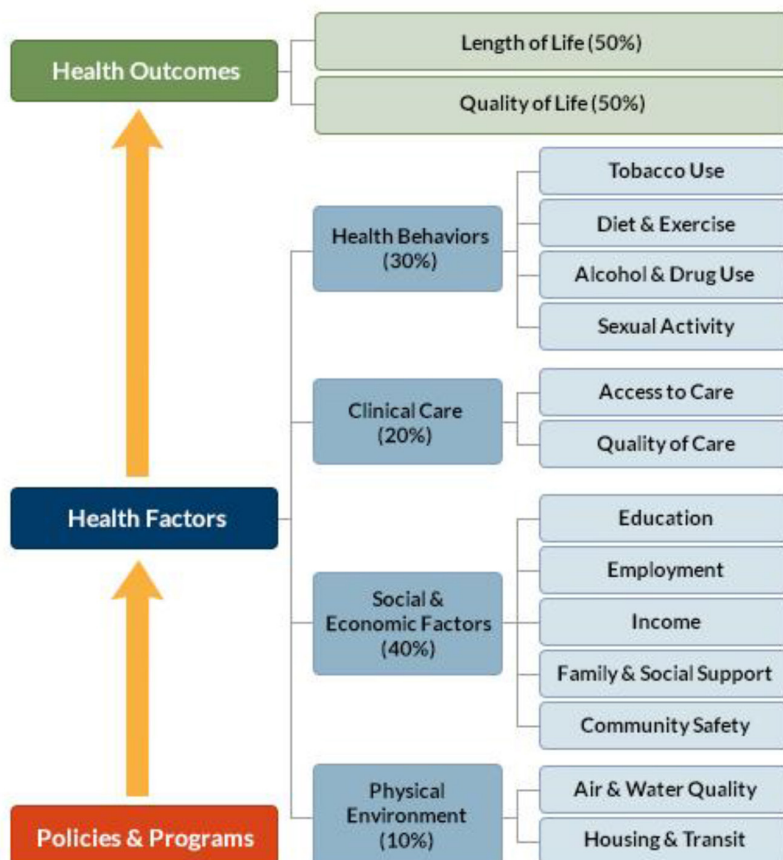 Health Outcomes
Length of Life (50%)
Quality of Life (50%)
Health Factors
Health Behaviors
(30%)
Tobacco Use
Diet & Exercise
Alcohol & Drug Use
Sexual Activity
Clinical Care
(20%)
Access to Care
Quality of Care
Social &
Economic Factors
(40%)
Education
Employment
Income
Family & Social Support
Community Safety
Physical
Environment
(10%)
Air & Water Quality
Housing & Transit
Policies & Programs